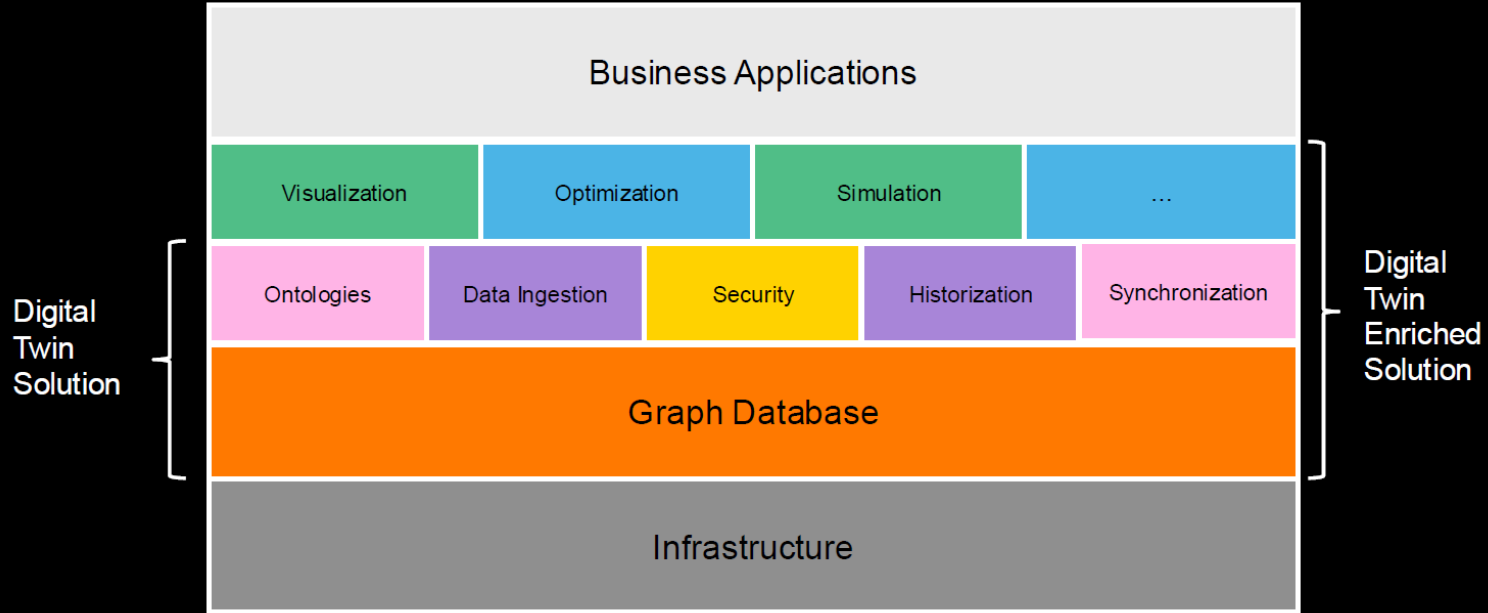 Business Applications
Visualization
Optimization
Simulation
...
Ontologies
Data Ingestion
Security
Historization
Synchronization
Graph Database
Infrastructure
Digital
Twin
Solution
Digital
Twin
Enriched
Solution